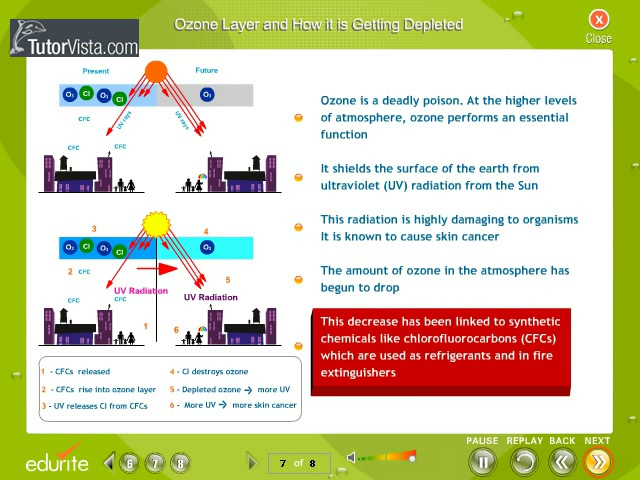 Ozone Layer and How it is Getting Depleted
Close
TutorVista.com
Present
Future
O₃ Cl O₃ Cl
O₃
CFC
UV rays
UV rays
CFC
CFC
Ozone is a deadly poison. At the higher levels
of atmosphere, ozone performs an essential
function
It shields the surface of the earth from
ultraviolet (UV) radiation from the Sun
This radiation is highly damaging to organisms
It is known to cause skin cancer
The amount of ozone in the atmosphere has
begun to drop
This decrease has been linked to synthetic
chemicals like chlorofluorocarbons (CFCs)
which are used as refrigerants and in fire
extinguishers
3
4
O₃ Cl O₃ Cl
O₃
2 CFC
5
UV Radiation
UV Radiation
CFC
CFC
1
6
1 - CFCs released
2 - CFCs rise into ozone layer
3 - UV releases Cl from CFCs
4 - Cl destroys ozone
5 - Depleted ozone → more UV
6 - More UV → more skin cancer
PAUSE REPLAY BACK NEXT
edurite
6 7 8
7 of 8